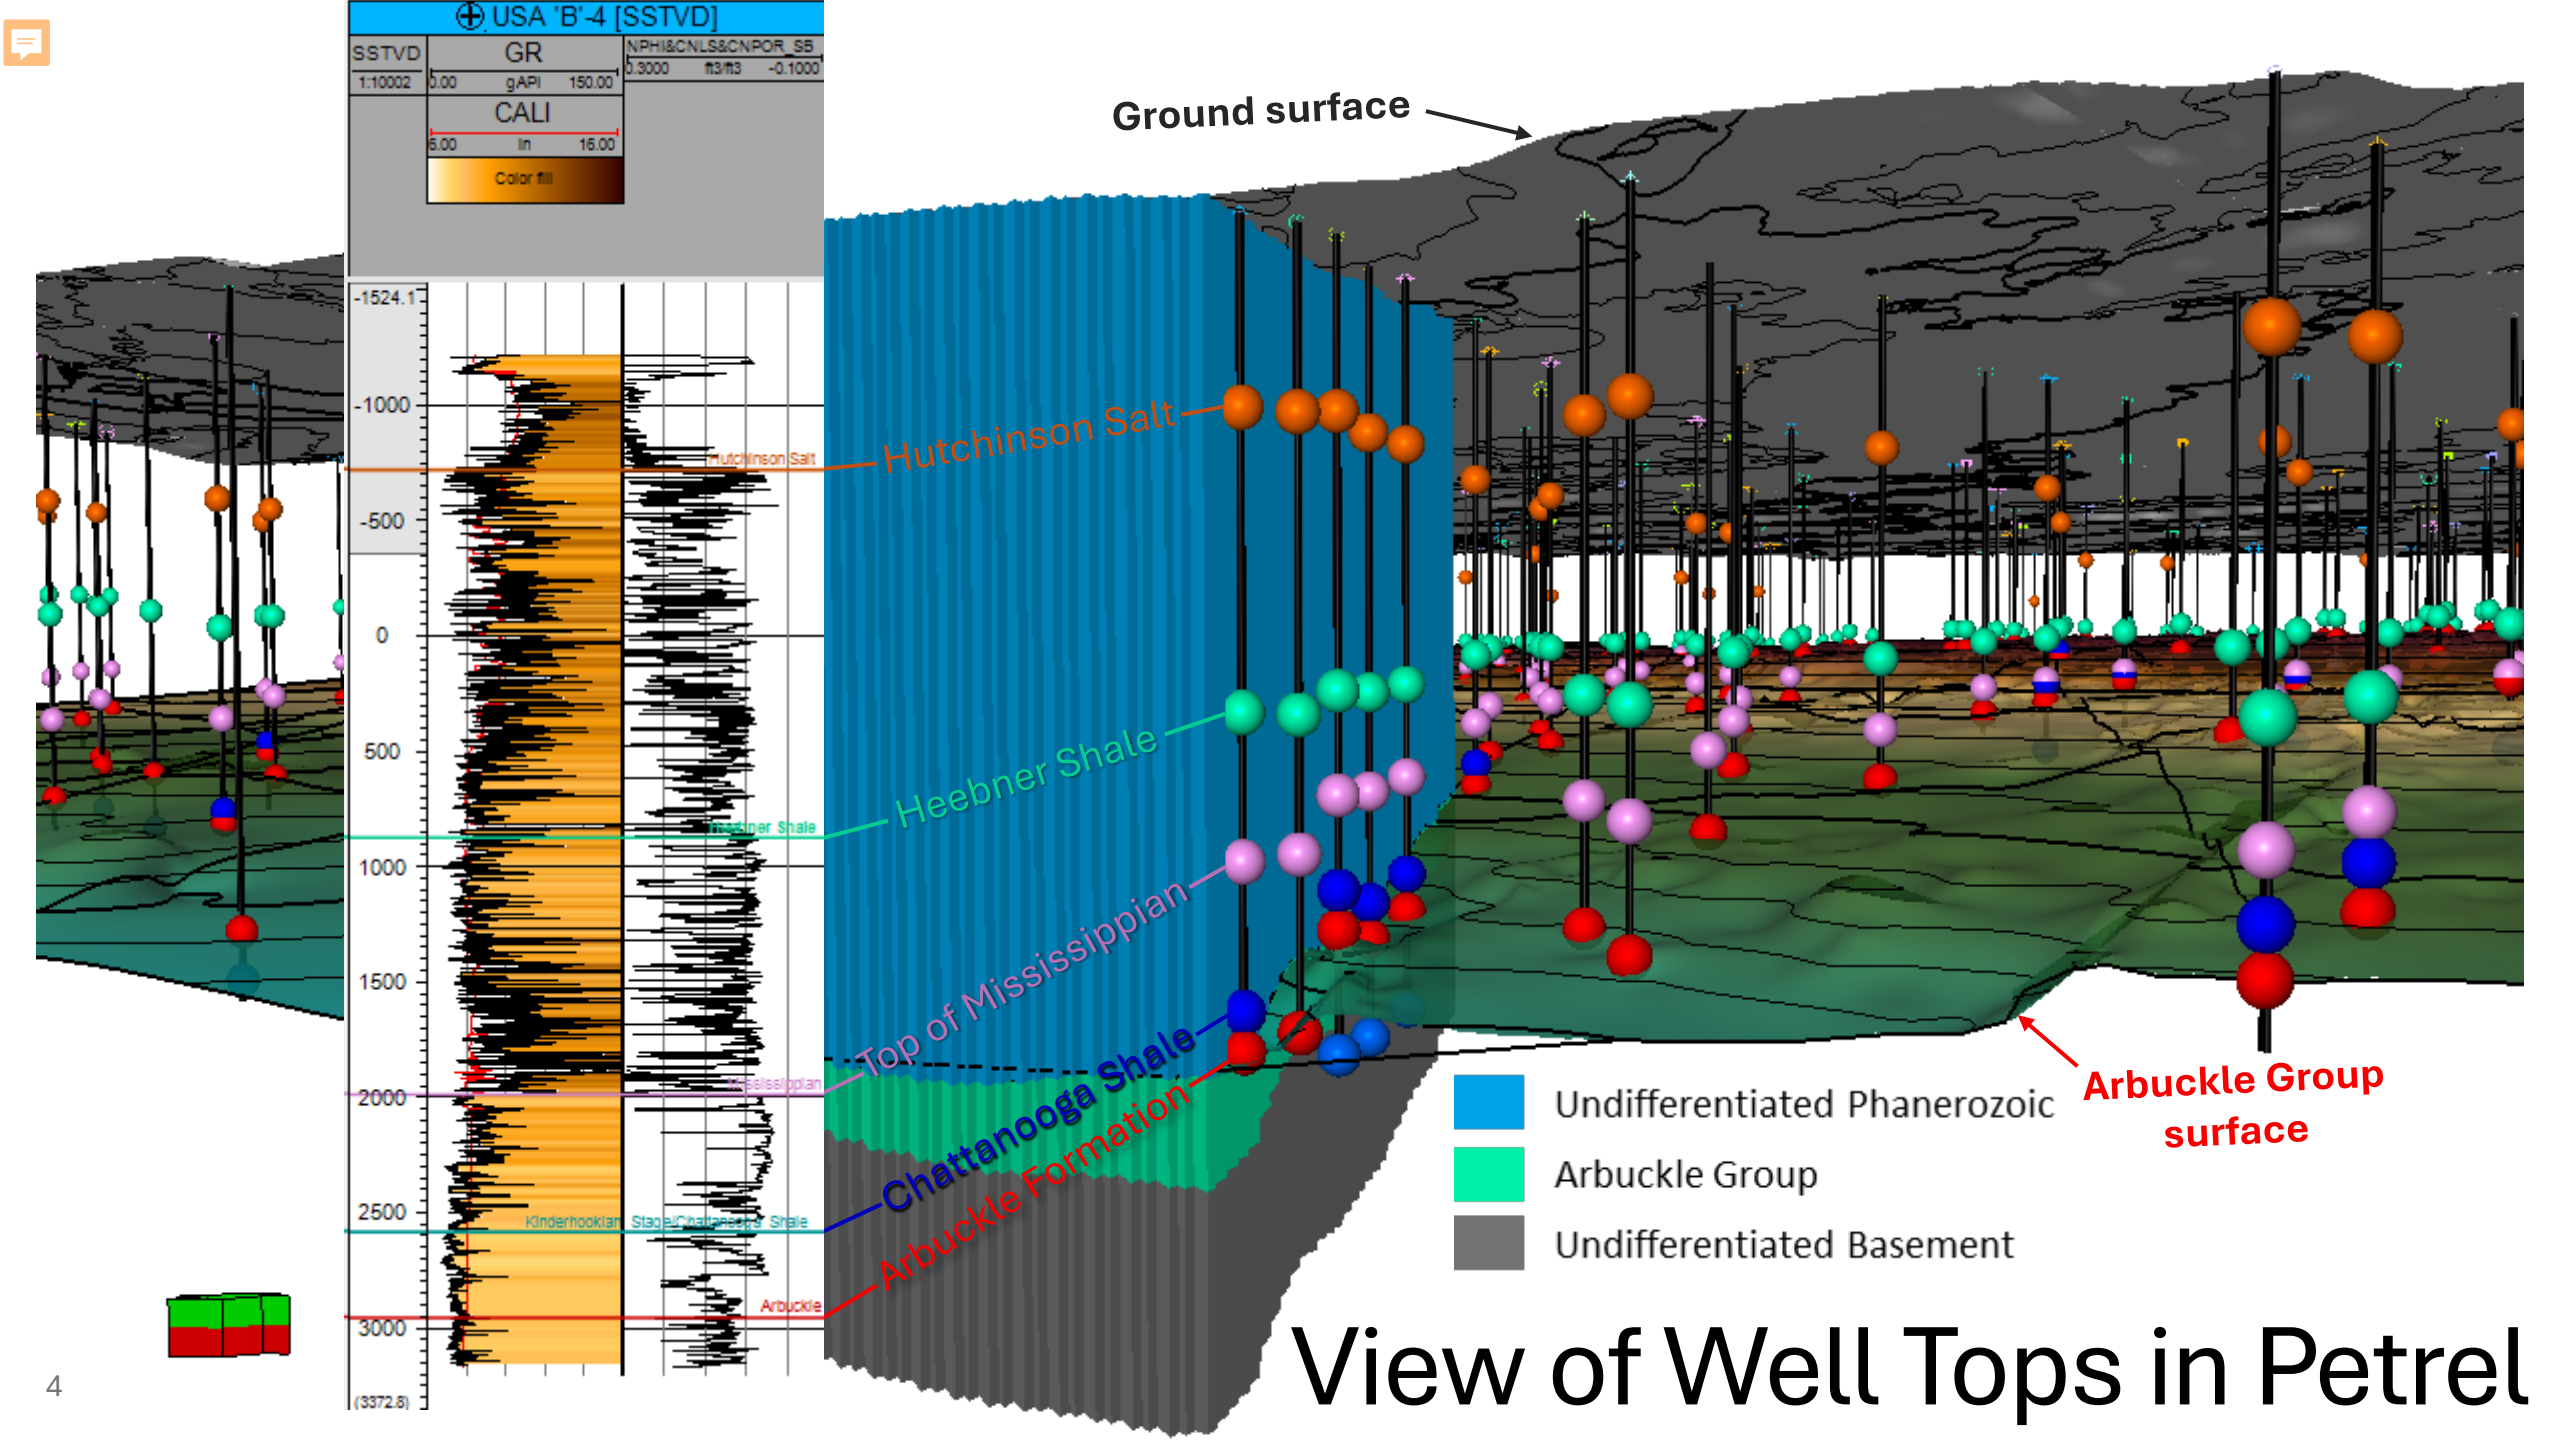 USA 'B'-4 [SSTVD]
SSTVD
1:10002
GR
0.00 gAPI 150.00
CALI
6.00 In 16.00
Color fill
NPHI&CNLS&CNPOR_SB
0.3000 ft3/ft3 -0.1000
-1524.1
-1000
-500
0
500
1000
1500
2000
2500
3000
(3372.8)
Hutchinson Salt
Heebner Shale
Mississippian
Kinderhookian Stage/Chattanooga Shale
Arbuckle
Ground surface
Hutchinson Salt
Heebner Shale
Top of Mississippian
Chattanooga Shale
Arbuckle Formation
Arbuckle Group
surface
Undifferentiated Phanerozoic
Arbuckle Group
Undifferentiated Basement
View of Well Tops in Petrel
4